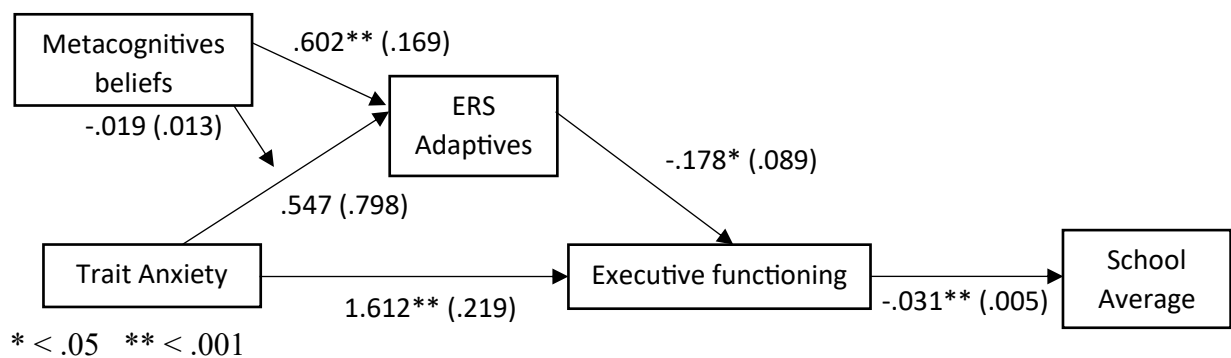 Metacognitives
beliefs
.602** (.169)
-.019 (.013)
ERS
Adaptives
-.178* (.089)
.547 (.798)
Trait Anxiety
1.612** (.219)
Executive functioning
-.031** (.005)
School
Average
* < .05 ** < .001